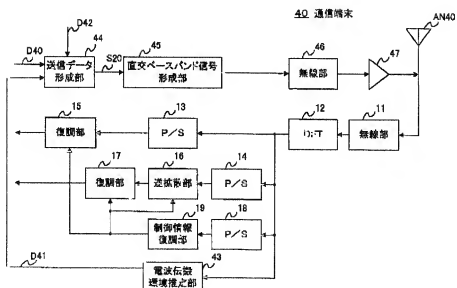 40 通信端末
D42
AN40
D40
44
45
46
47
送信データ
形成部
S20
直交ベースバンド信号
形成部
無線部
15
13
12
11
復調部
P/S
無線部
17
16
14
復調部
逆拡散部
P/S
19
18
制御情報
復調部
P/S
D41
43
電波伝搬
環境推定部